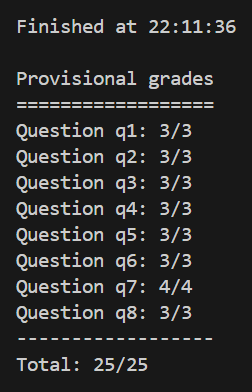 Finished at 22:11:36
Provisional grades
==================
Question q1: 3/3
Question q2: 3/3
Question q3: 3/3
Question q4: 3/3
Question q5: 3/3
Question q6: 3/3
Question q7: 4/4
Question q8: 3/3
------------------
Total: 25/25